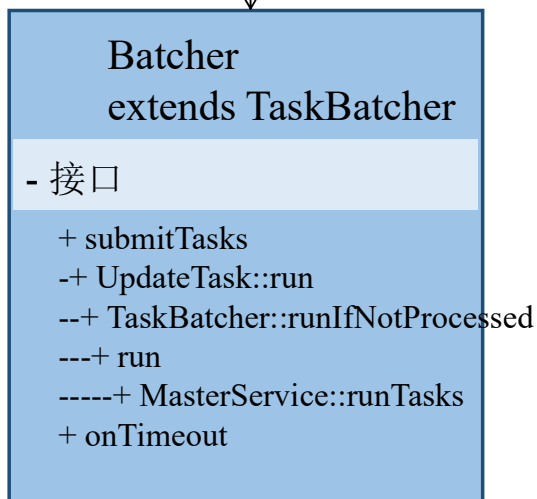 Batcher
extends TaskBatcher
- 接口
+ submitTasks
-+ UpdateTask::run
--+ TaskBatcher::runIfNotProcessed
---+ run
-----+ MasterService::runTasks
+ onTimeout